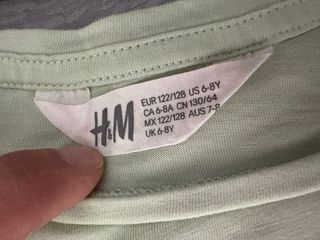 H&M
EUR 122/128 US 6-8Y
CA 6-8A CN 130/64
MX 122/128 AUS 7-8
UK 6-8Y